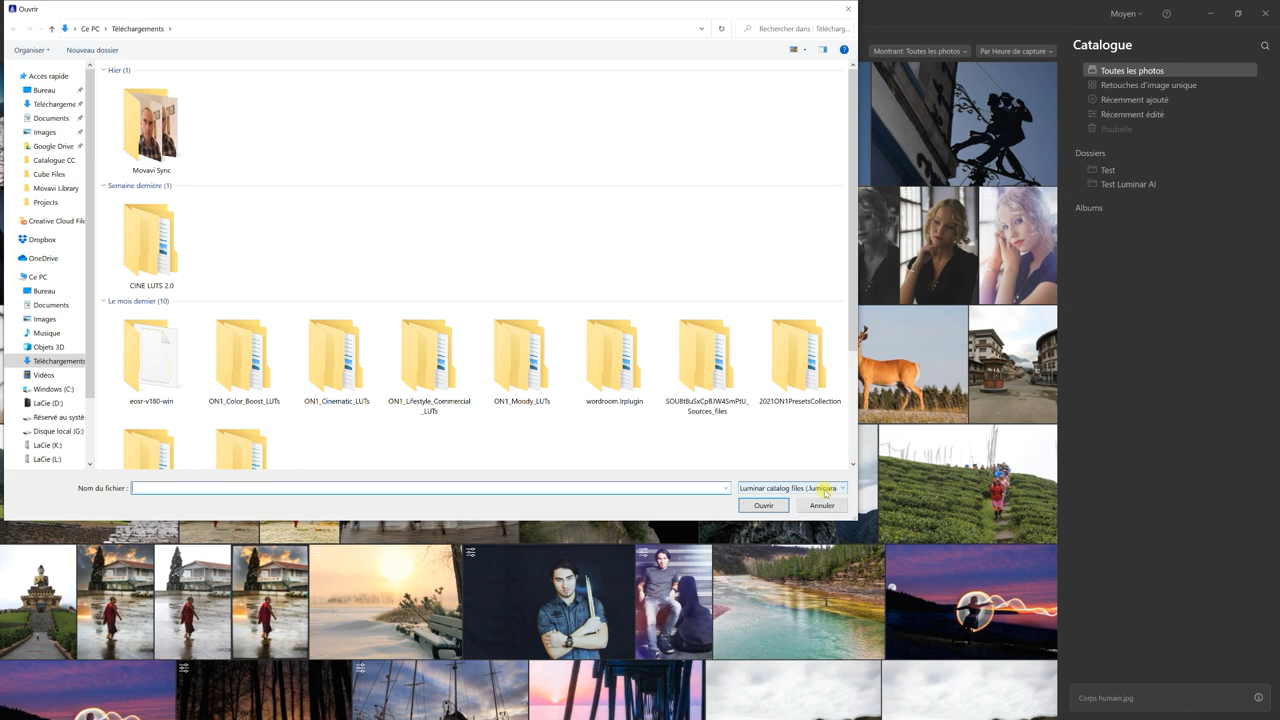 Ouvrir
Ce PC
Téléchargements
Rechercher dans : Télécharg...
Organiser
Nouveau dossier
Accès rapide
Bureau
Téléchargeme
Documents
Images
Google Drive
Catalogue CC
Cube Files
Movavi Library
Projects
Creative Cloud File
Dropbox
OneDrive
Ce PC
Bureau
Documents
Images
Musique
Objets 3D
Téléchargements
Vidéos
Windows (C:)
LaCie (D:)
Réservé au systè
Disque local (G:)
LaCie (K:)
LaCie (L:)
Hier (1)
Movavi Sync
Semaine dernière (1)
CINE LUTS 2.0
Le mois dernier (10)
eosr-v180-win
ON1_Color_Boost_LUTs
ON1_Cinematic_LUTs
ON1_Lifestyle_Commercial
_LUTs
ON1_Moody_LUTs
wordroom.lrplugin
SOU8tBuSxCpBJW4SmPtU_
Sources_files
2021ON1PresetsCollection
Nom du fichier :
Luminar catalog files (.luminara
Ouvrir
Annuler
Moyen
Montrant: Toutes les photos
Par Heure de capture
Catalogue
Toutes les photos
Retouches d'image unique
Récemment ajouté
Récemment édité
Poubelle
Dossiers
Test
Test Luminar AI
Albums
Corps humain.jpg